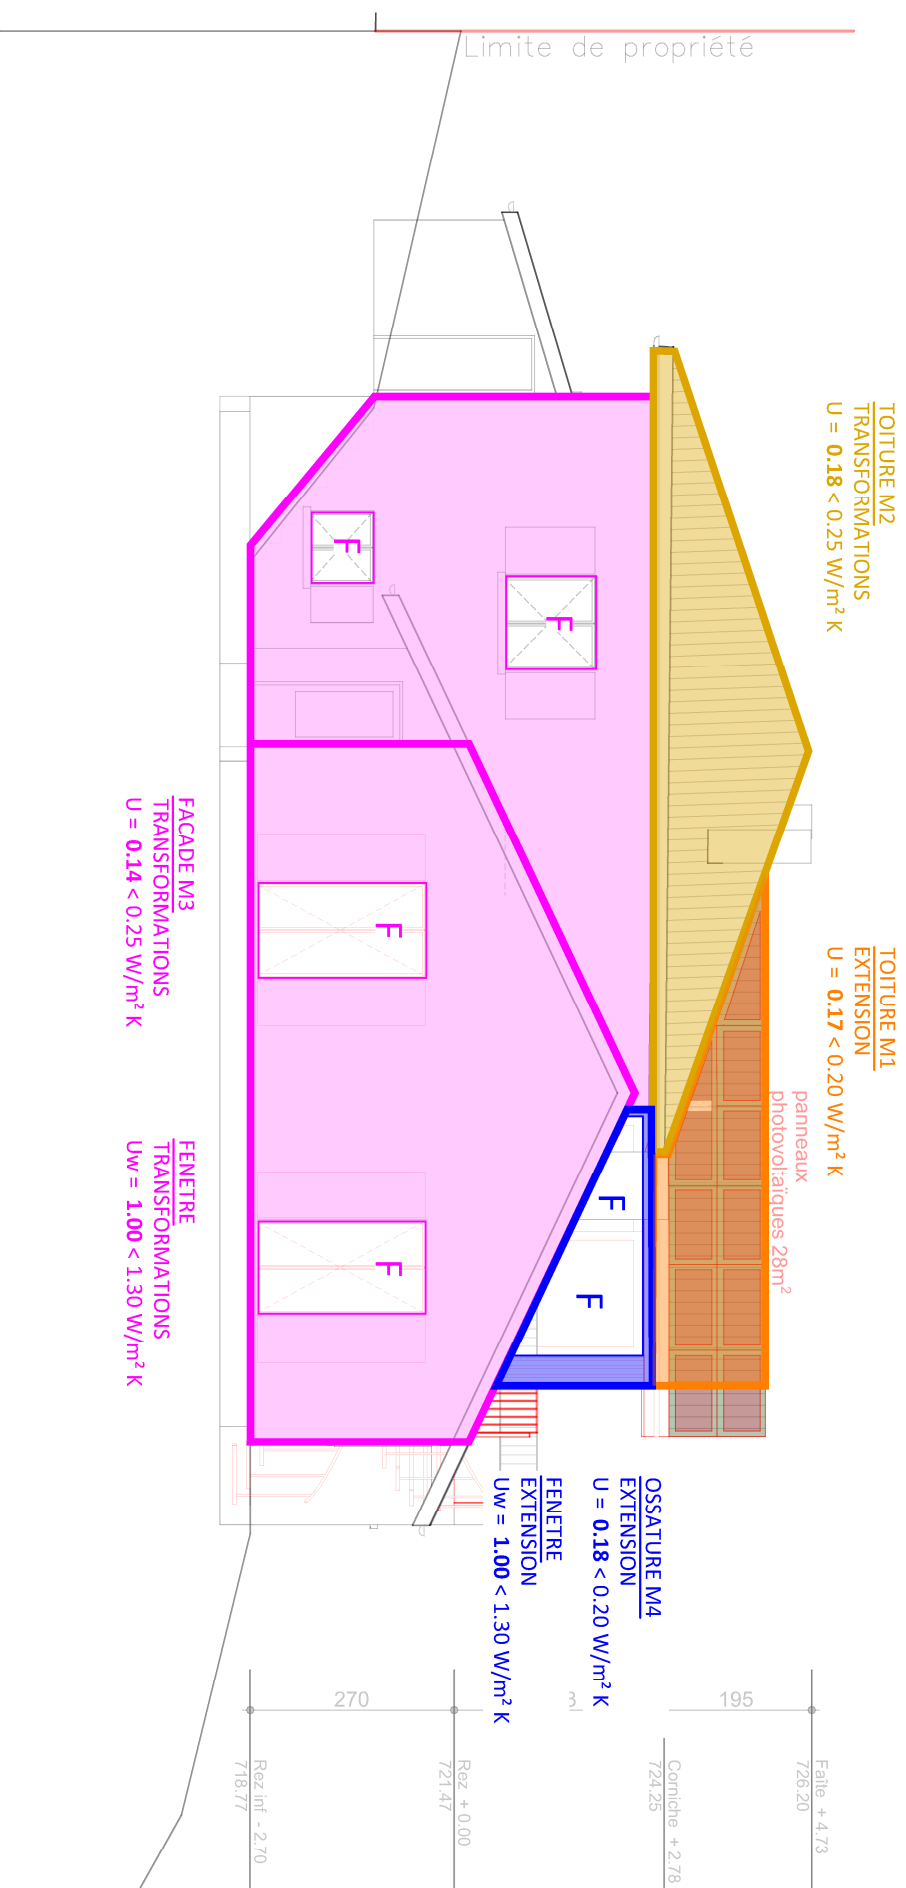 Limite de propriété
TOITURE M2
TRANSFORMATIONS
U = 0.18 < 0.25 W/m² K
TOITURE M1
EXTENSION
U = 0.17 < 0.20 W/m² K
panneaux
photovoltaïques 28m²
F
F
F
F
F
F
FACADE M3
TRANSFORMATIONS
U = 0.14 < 0.25 W/m² K
FENETRE
TRANSFORMATIONS
Uw = 1.00 < 1.30 W/m² K
OSSATURE M4
EXTENSION
U = 0.18 < 0.20 W/m² K
FENETRE
EXTENSION
Uw = 1.00 < 1.30 W/m² K
270
195
Faîte + 4.73
726.20
Corniche + 2.78
724.25
Rez + 0.00
721.47
Rez inf - 2.70
718.77